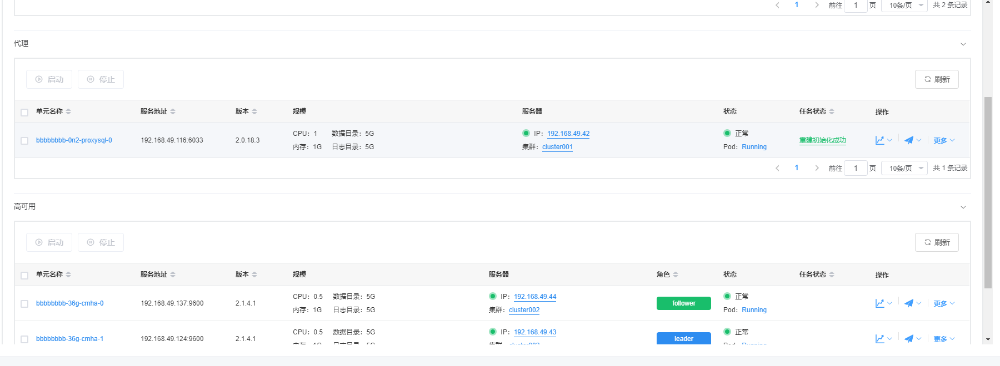 1 前往 1 页 10条/页 共 2 条记录
代理
启动 停止 刷新
单元名称 服务地址 版本 规模 服务器 状态 任务状态 操作
bbbbbbbb-0n2-proxysql-0 192.168.49.116:6033 2.0.18.3 CPU：1 数据目录：5G IP：192.168.49.42 正常 重建初始化成功 更多
内存：1G 日志目录：5G 集群：cluster001 Pod：Running
1 前往 1 页 10条/页 共 1 条记录
高可用
启动 停止 刷新
单元名称 服务地址 版本 规模 服务器 角色 状态 任务状态 操作
bbbbbbbb-36g-cmha-0 192.168.49.137:9600 2.1.4.1 CPU：0.5 数据目录：5G IP：192.168.49.44 follower 正常 更多
内存：1G 日志目录：5G 集群：cluster002 Pod：Running
bbbbbbbb-36g-cmha-1 192.168.49.124:9600 2.1.4.1 CPU：0.5 数据目录：5G IP：192.168.49.43 leader 正常 更多